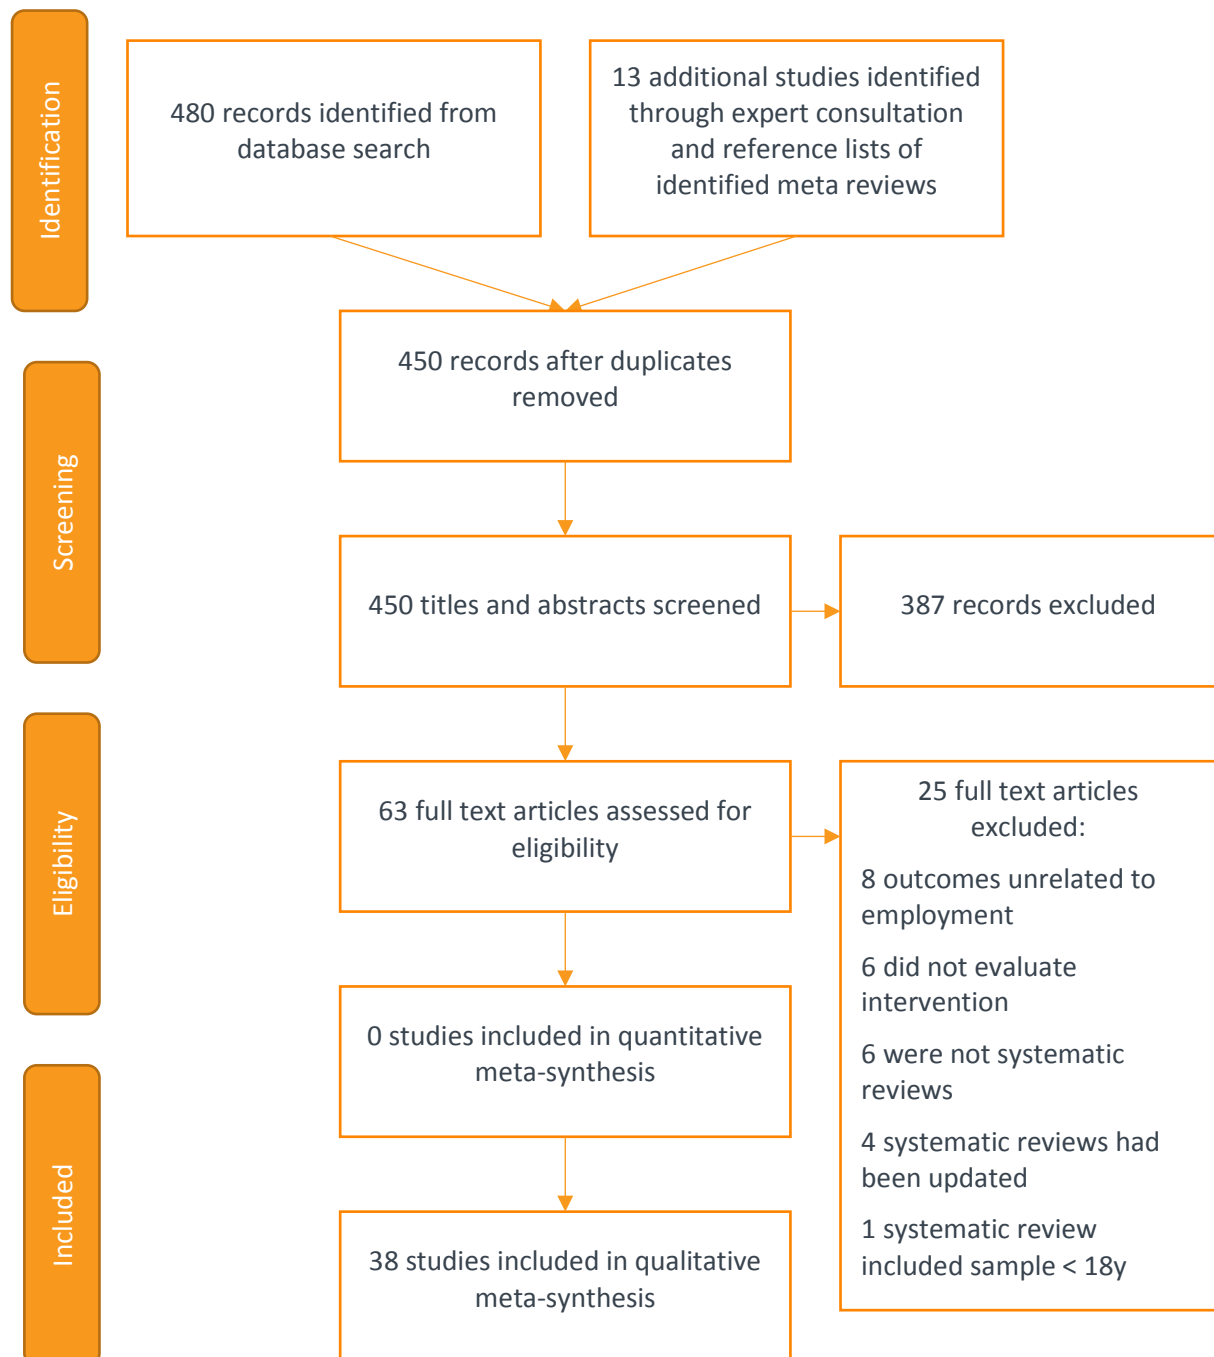 Identification
480 records identified from
database search
13 additional studies identified
through expert consultation
and reference lists of
identified meta reviews
450 records after duplicates
removed
Screening
450 titles and abstracts screened
387 records excluded
Eligibility
63 full text articles assessed for
eligibility
25 full text articles
excluded:
8 outcomes unrelated to
employment
6 did not evaluate
intervention
6 were not systematic
reviews
4 systematic reviews had
been updated
1 systematic review
included sample < 18y
0 studies included in quantitative
meta-synthesis
Included
38 studies included in qualitative
meta-synthesis